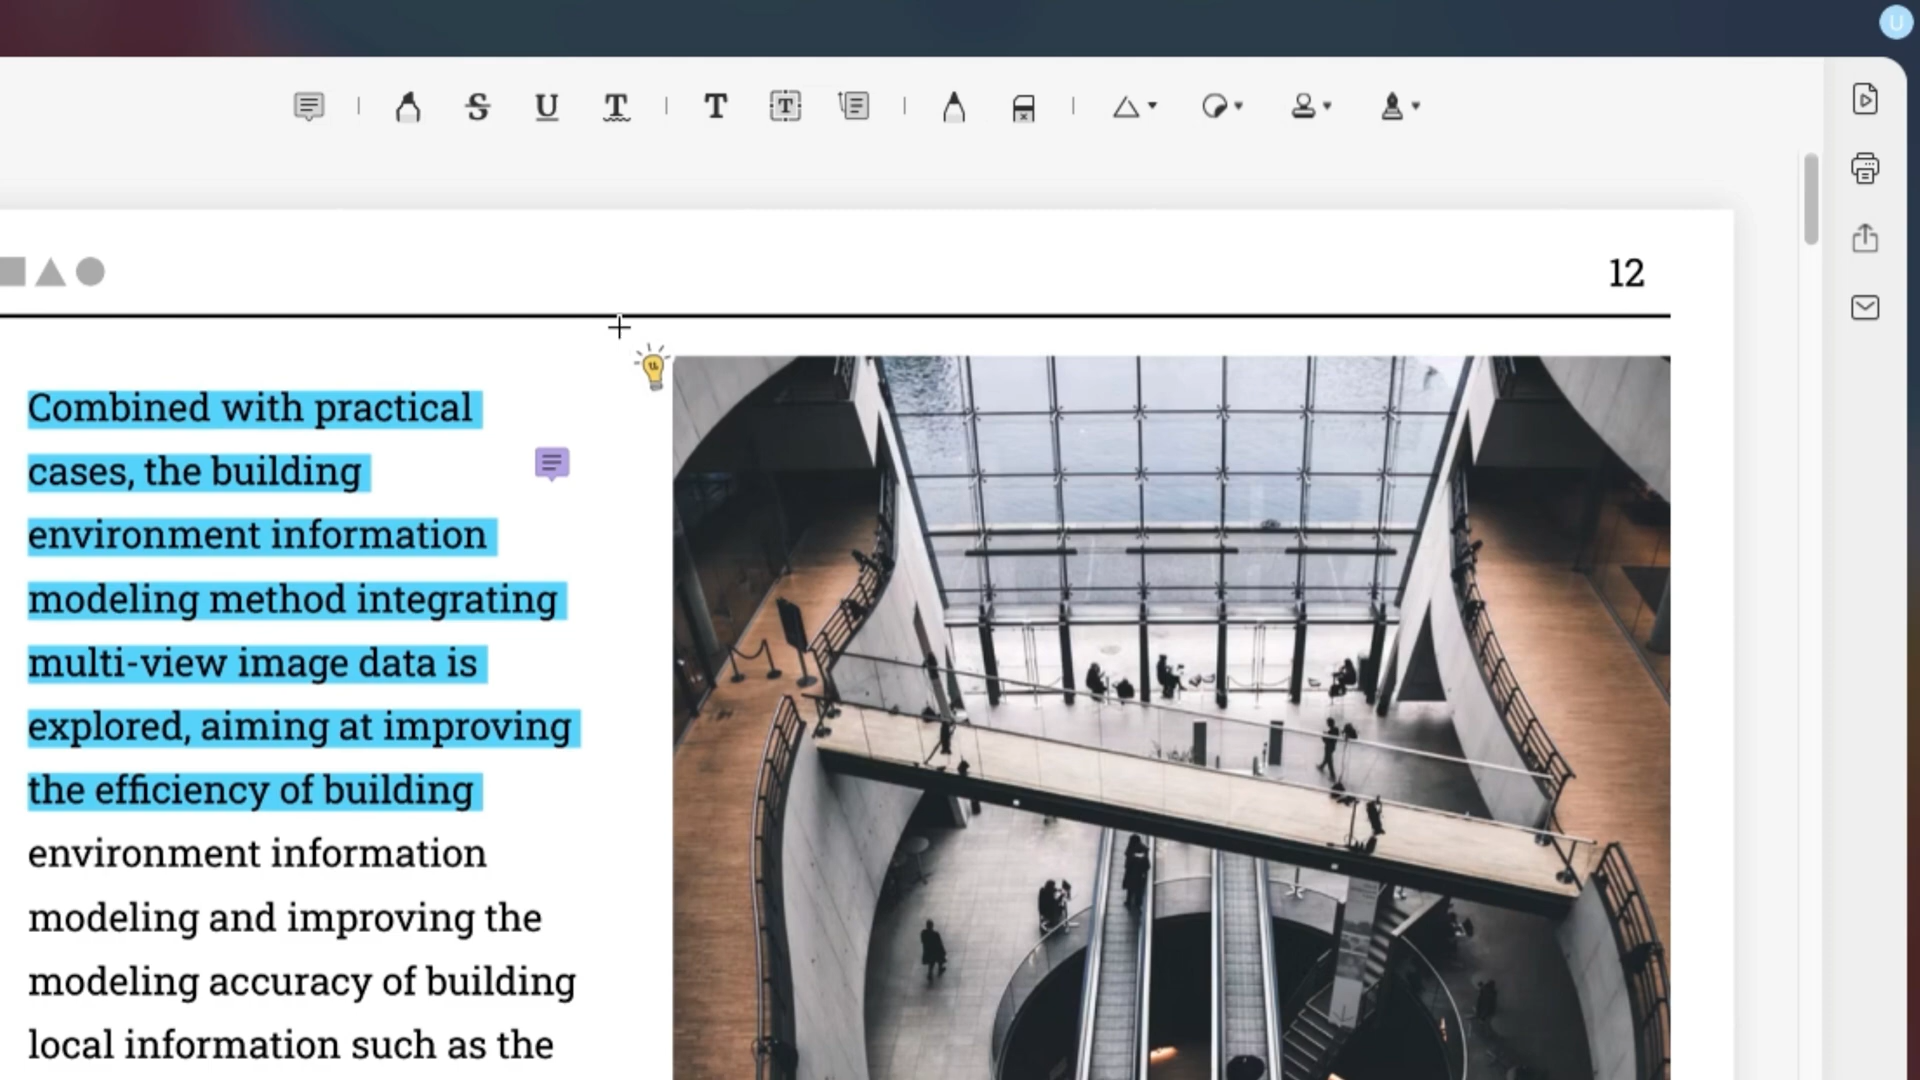 U
12
Combined with practical
cases, the building
environment information
modeling method integrating
multi-view image data is
explored, aiming at improving
the efficiency of building
environment information
modeling and improving the
modeling accuracy of building
local information such as the